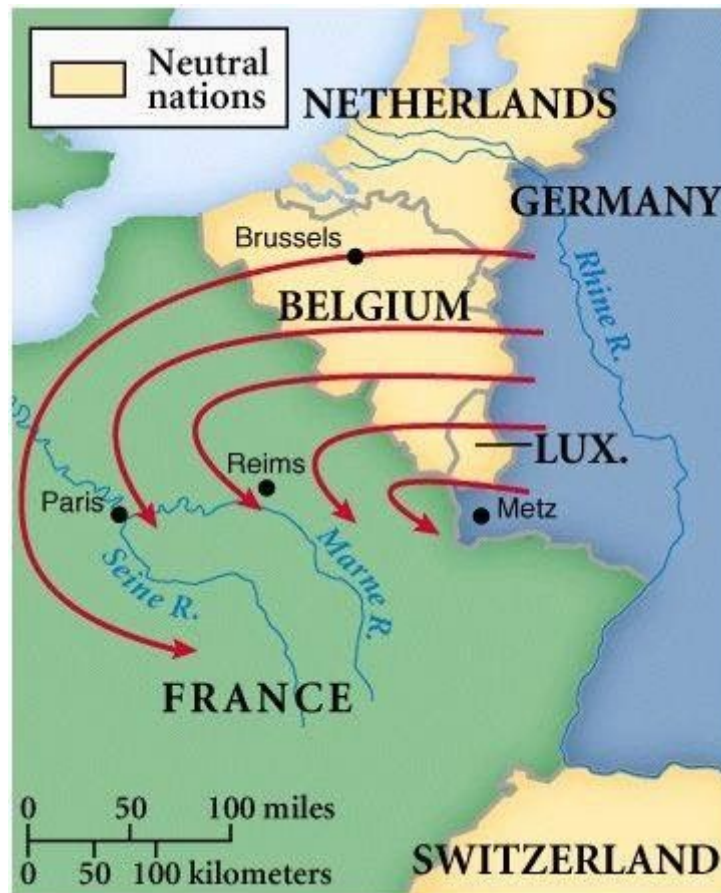 Neutral
nations
NETHERLANDS
GERMANY
Brussels
Rhine R.
BELGIUM
LUX.
Reims
Paris
Metz
Marne R.
Seine R.
FRANCE
0 50 100 miles
0 50 100 kilometers
SWITZERLAND